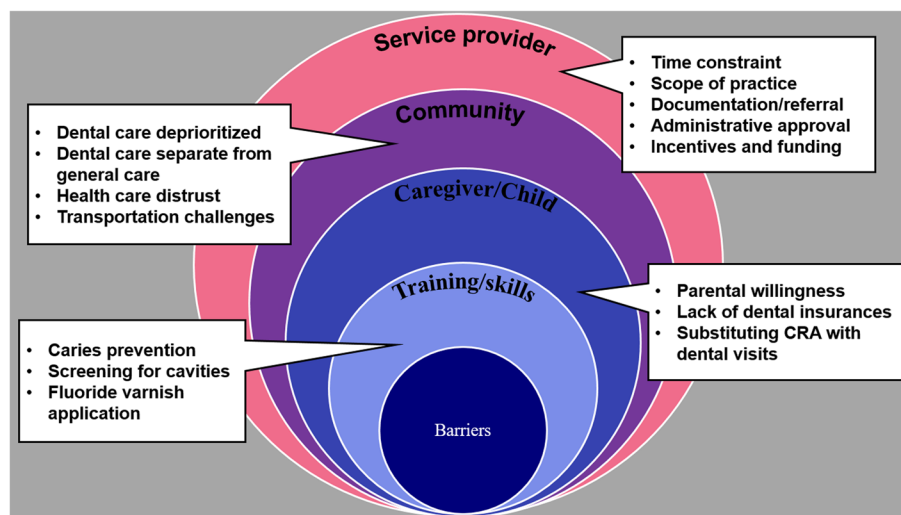 Service provider
• Time constraint
• Scope of practice
• Documentation/referral
• Administrative approval
• Incentives and funding
Community
• Dental care deprioritized
• Dental care separate from
general care
• Health care distrust
• Transportation challenges
Caregiver/Child
• Parental willingness
• Lack of dental insurances
• Substituting CRA with
dental visits
Training/skills
• Caries prevention
• Screening for cavities
• Fluoride varnish
application
Barriers